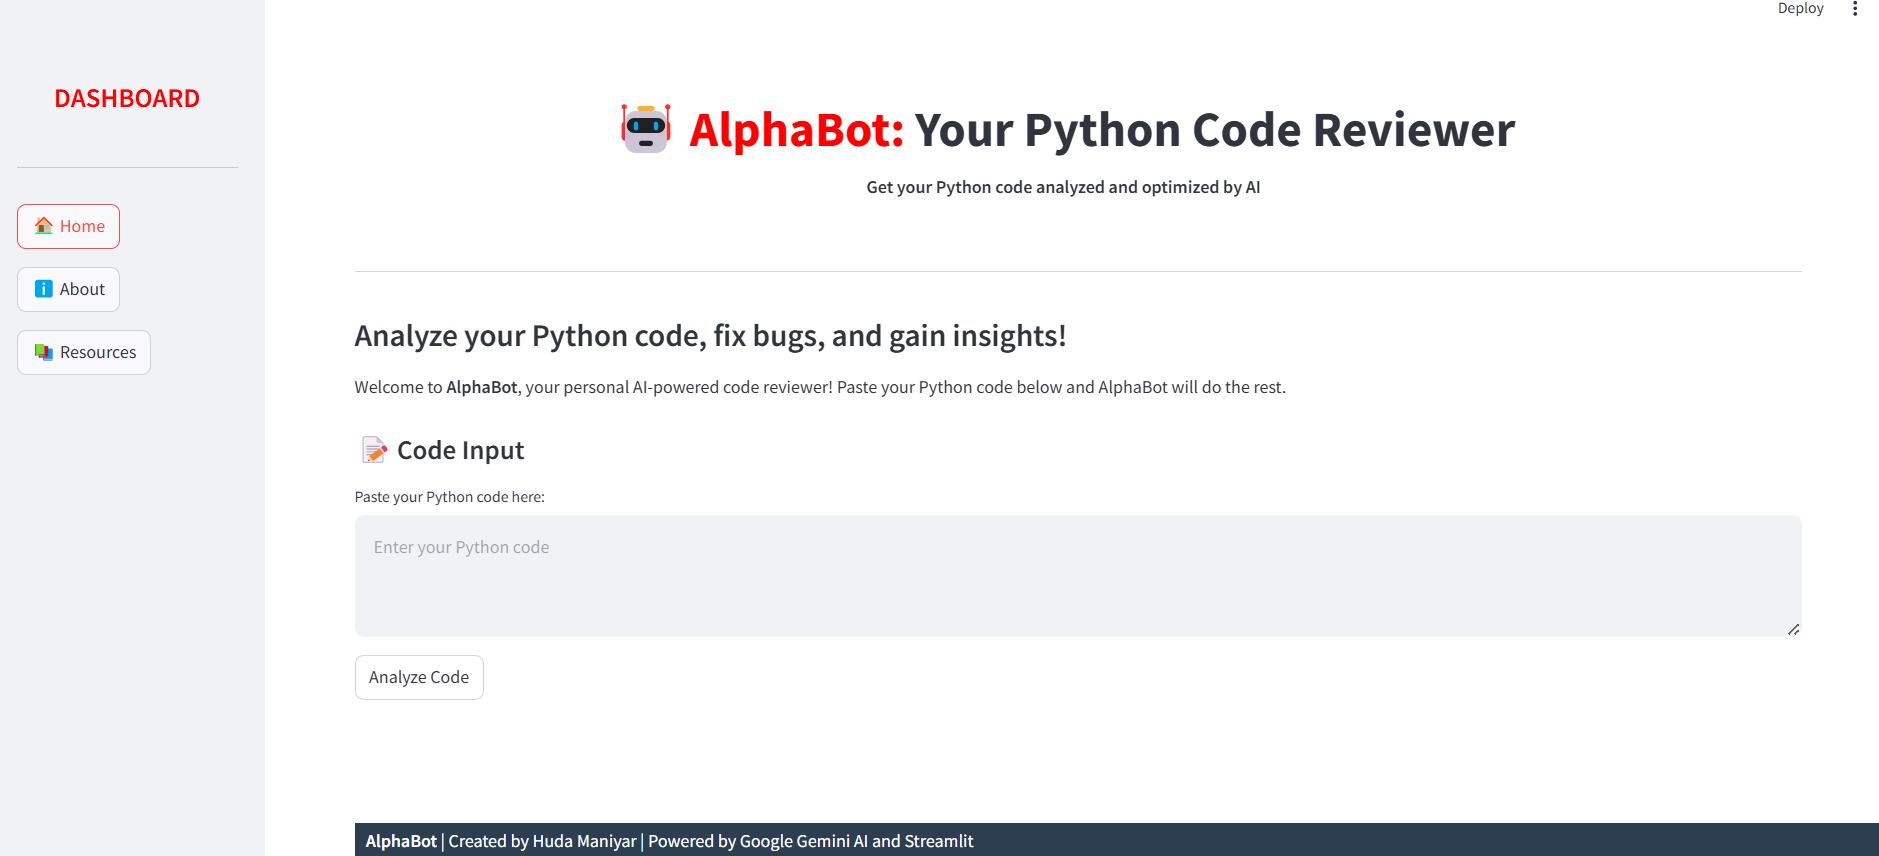 Deploy
DASHBOARD
Home
About
Resources
AlphaBot: Your Python Code Reviewer
Get your Python code analyzed and optimized by AI
Analyze your Python code, fix bugs, and gain insights!
Welcome to AlphaBot, your personal AI-powered code reviewer! Paste your Python code below and AlphaBot will do the rest.
Code Input
Paste your Python code here:
Enter your Python code
Analyze Code
AlphaBot | Created by Huda Maniyar | Powered by Google Gemini AI and Streamlit